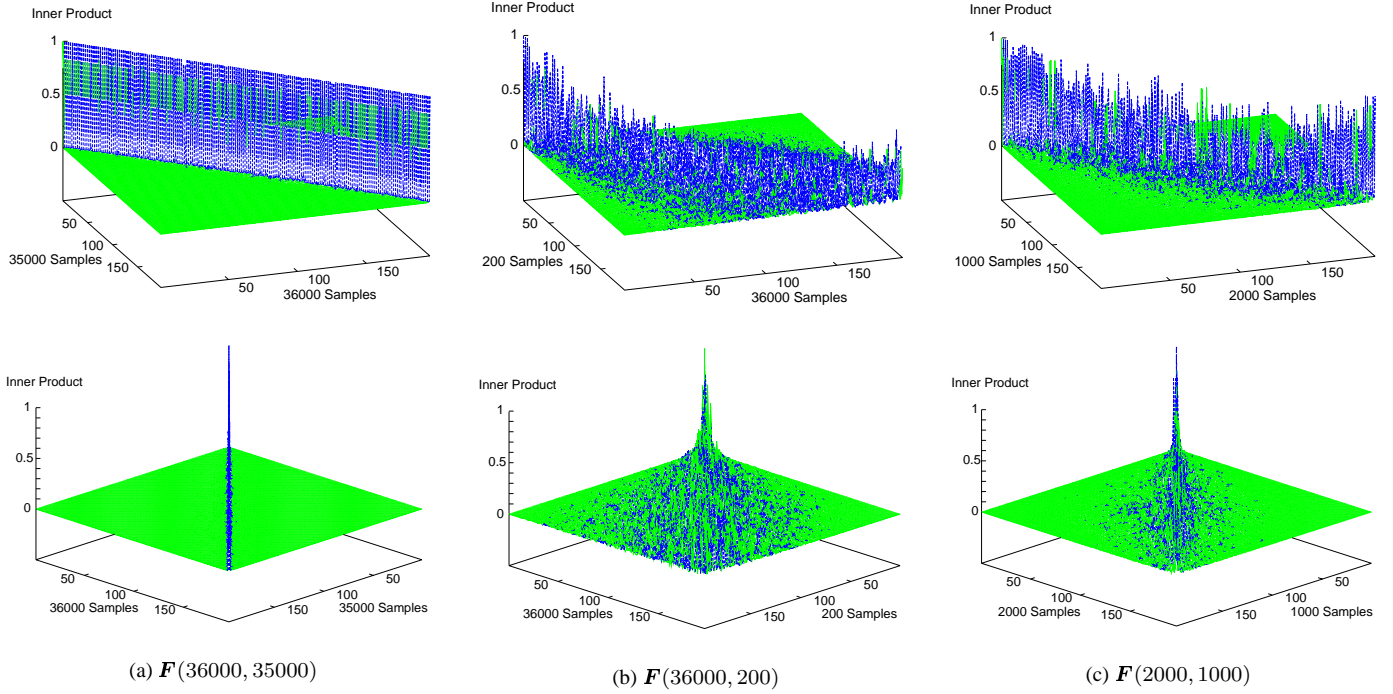 Inner Product
1
0.5
0
50
100
150
35000 Samples
50
100
150
36000 Samples
Inner Product
1
0.5
0
50
100
150
200 Samples
50
100
150
36000 Samples
Inner Product
1
0.5
0
50
100
150
1000 Samples
50
100
150
2000 Samples
Inner Product
1
0.5
0
50
100
150
36000 Samples
50
100
150
35000 Samples
Inner Product
1
0.5
0
50
100
150
36000 Samples
50
100
150
200 Samples
Inner Product
1
0.5
0
50
100
150
2000 Samples
50
100
150
1000 Samples
(a) F(36000, 35000)
(b) F(36000, 200)
(c) F(2000, 1000)